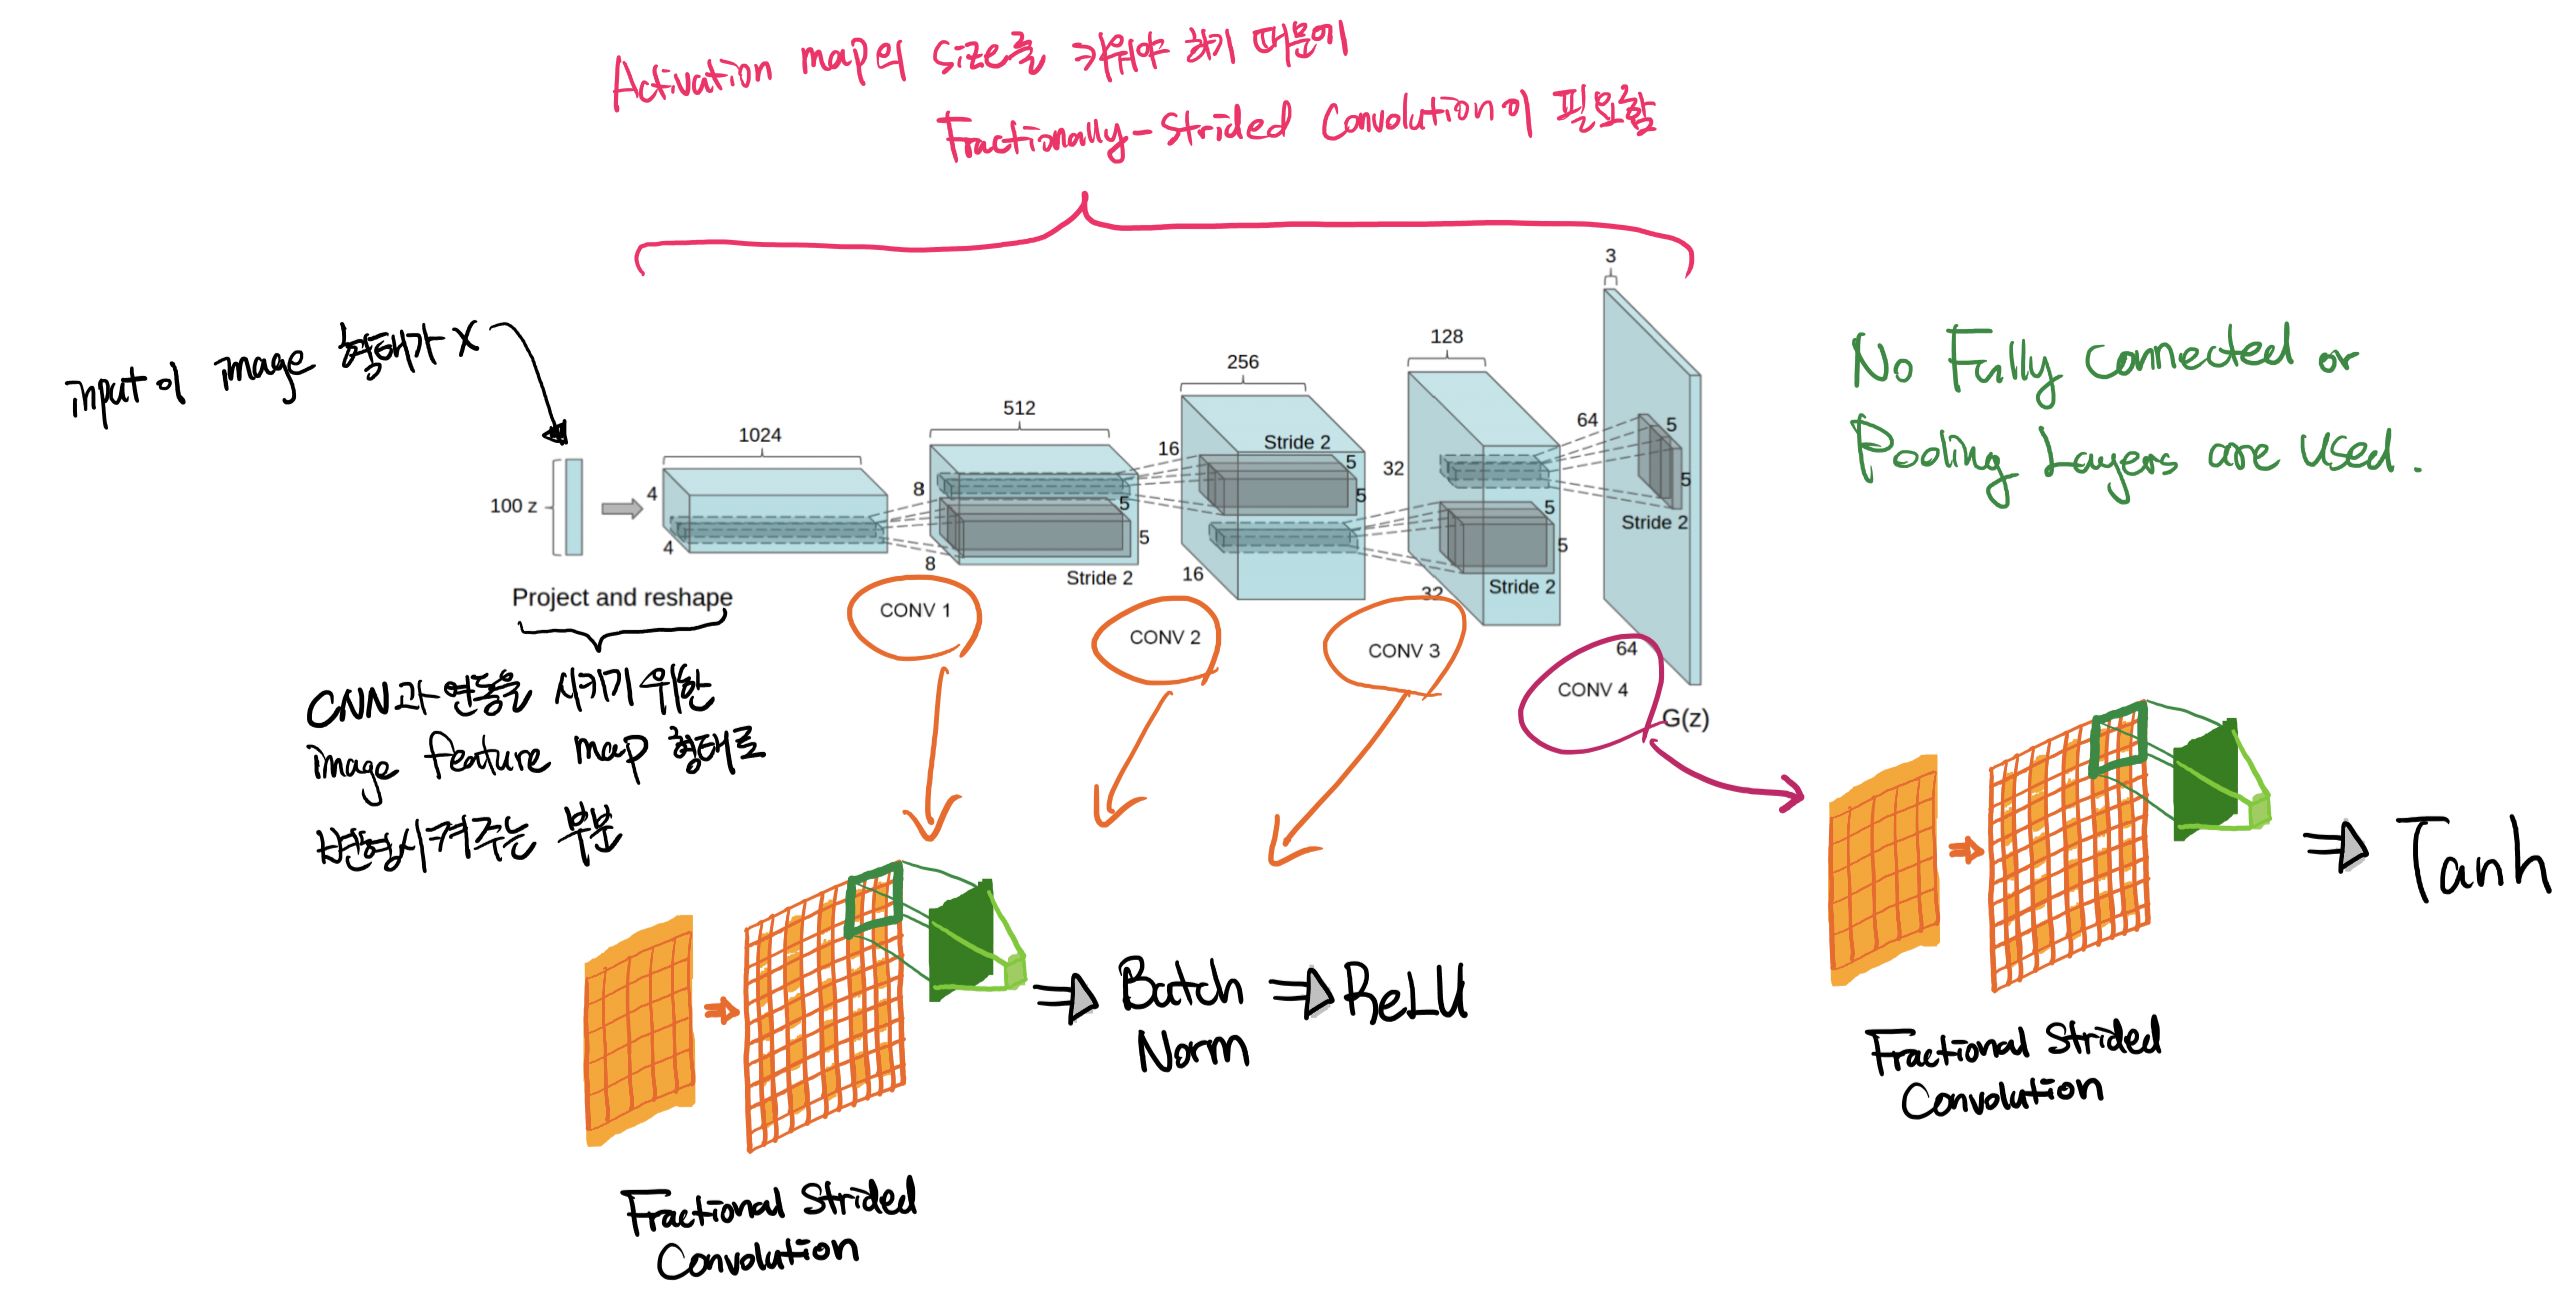 Activation map의 size를 키워야 하기 때문에
Fractionally-Strided Convolution이 필요함
input이 image 형태가 X
No Fully connected or
Pooling Layers are used.
100 z
Project and reshape
CNN과 연동을 시키기 위한
image feature map 형태로
변형시켜주는 부분
1024
4
4
512
8
8
5
5
Stride 2
CONV 1
256
16
16
Stride 2
5
5
CONV 2
128
32
32
5
5
Stride 2
CONV 3
3
64
5
5
Stride 2
64
CONV 4
G(z)
Fractional Strided
Convolution
Batch
Norm
ReLU
Fractional Strided
Convolution
Tanh